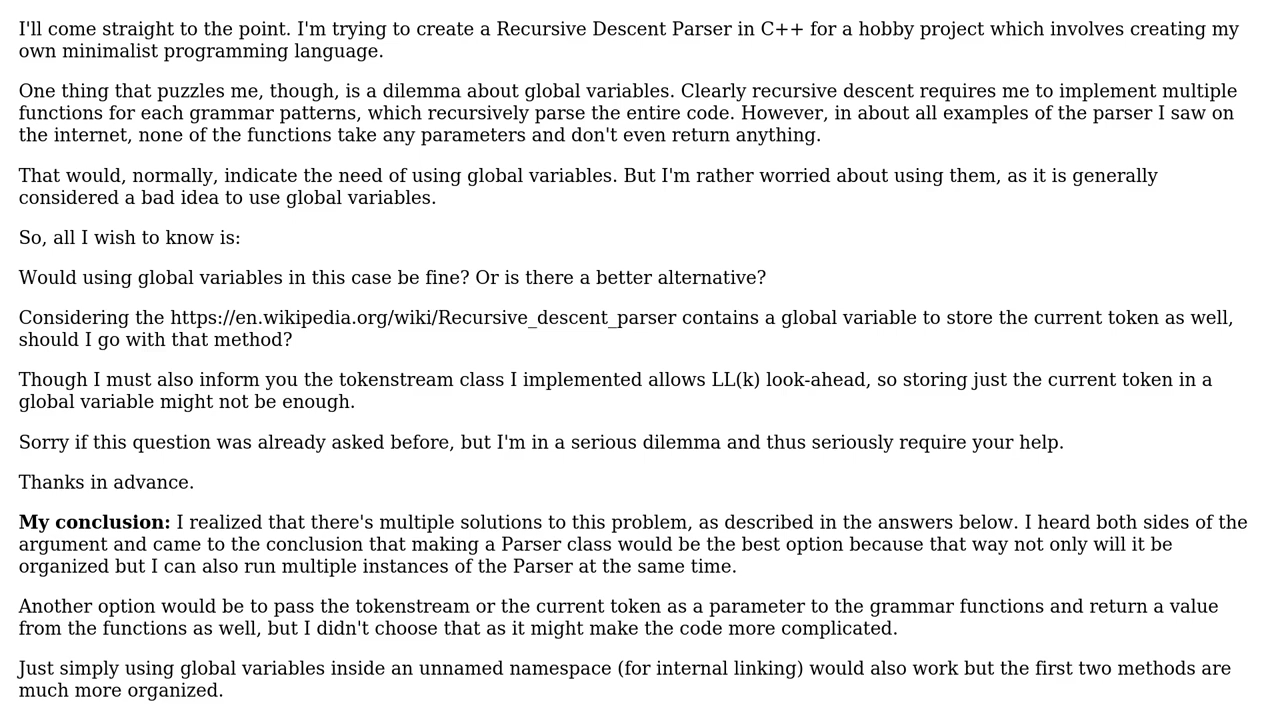 I'll come straight to the point. I'm trying to create a Recursive Descent Parser in C++ for a hobby project which involves creating my
own minimalist programming language.
One thing that puzzles me, though, is a dilemma about global variables. Clearly recursive descent requires me to implement multiple
functions for each grammar patterns, which recursively parse the entire code. However, in about all examples of the parser I saw on
the internet, none of the functions take any parameters and don't even return anything.
That would, normally, indicate the need of using global variables. But I'm rather worried about using them, as it is generally
considered a bad idea to use global variables.
So, all I wish to know is:
Would using global variables in this case be fine? Or is there a better alternative?
Considering the https://en.wikipedia.org/wiki/Recursive_descent_parser contains a global variable to store the current token as well,
should I go with that method?
Though I must also inform you the tokenstream class I implemented allows LL(k) look-ahead, so storing just the current token in a
global variable might not be enough.
Sorry if this question was already asked before, but I'm in a serious dilemma and thus seriously require your help.
Thanks in advance.
My conclusion: I realized that there's multiple solutions to this problem, as described in the answers below. I heard both sides of the
argument and came to the conclusion that making a Parser class would be the best option because that way not only will it be
organized but I can also run multiple instances of the Parser at the same time.
Another option would be to pass the tokenstream or the current token as a parameter to the grammar functions and return a value
from the functions as well, but I didn't choose that as it might make the code more complicated.
Just simply using global variables inside an unnamed namespace (for internal linking) would also work but the first two methods are
much more organized.